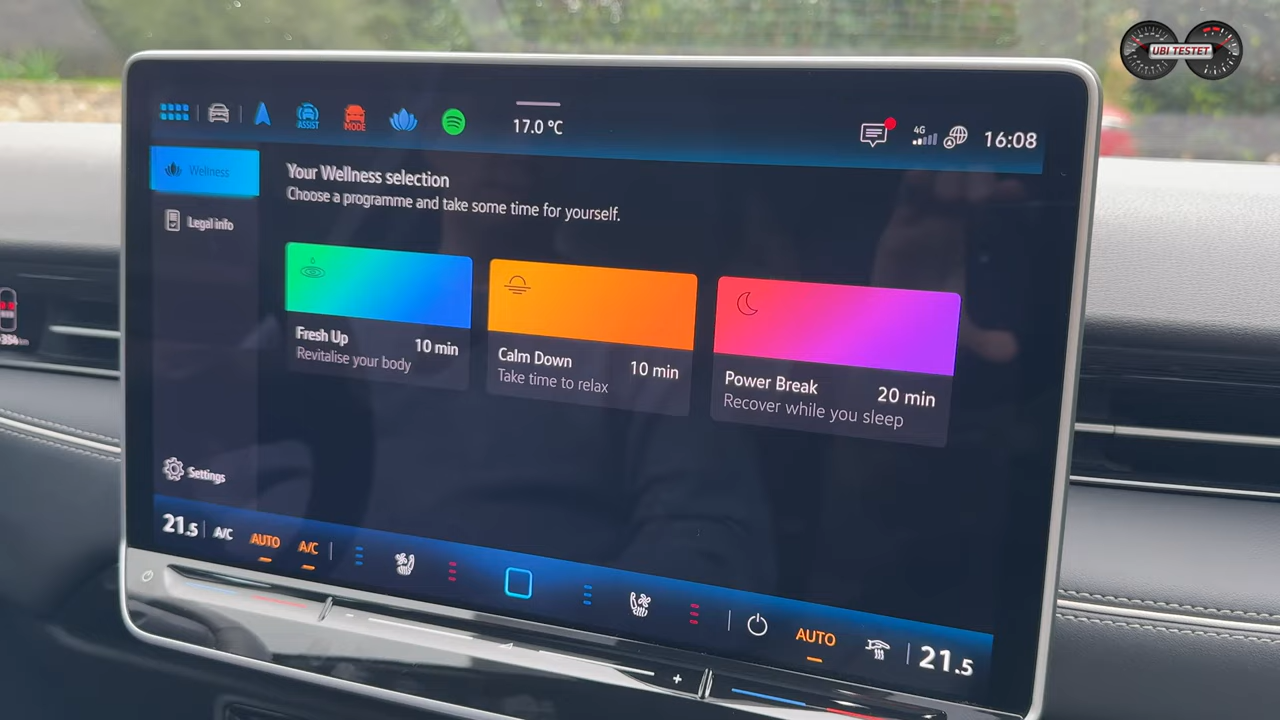 UBI TESTET
ASSIST
MODE
17.0 °C
4G
A
16:08
Wellness
Legal info
Your Wellness selection
Choose a programme and take some time for yourself.
Fresh Up
10 min
Revitalise your body
Calm Down
10 min
Take time to relax
Power Break
20 min
Recover while you sleep
Settings
21.5
A/C
AUTO
A/C
AUTO
21.5